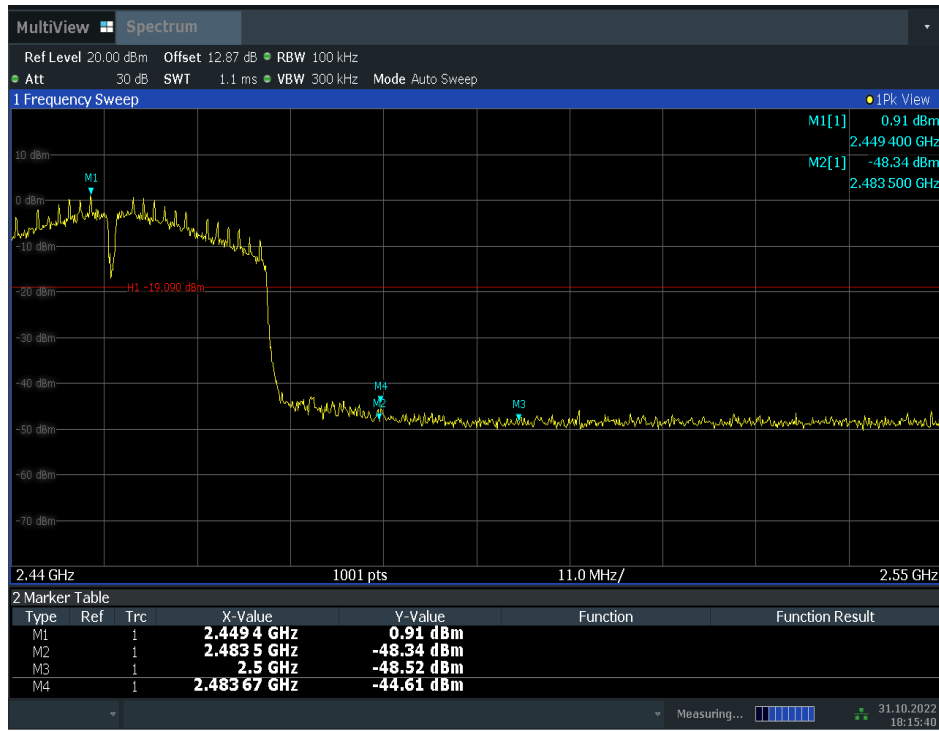 MultiView Spectrum
Ref Level 20.00 dBm Offset 12.87 dB RBW 100 kHz
Att 30 dB SWT 1.1 ms VBW 300 kHz Mode Auto Sweep
1 Frequency Sweep 1Pk View
M1[1] 0.91 dBm
2.449 400 GHz
M2[1] -48.34 dBm
2.483 500 GHz
10 dBm
M1
0 dBm
-10 dBm
H1 -19.090 dBm
-20 dBm
-30 dBm
-40 dBm
M4
M2
M3
-50 dBm
-60 dBm
-70 dBm
2.44 GHz 1001 pts 11.0 MHz/ 2.55 GHz
2 Marker Table
Type Ref Trc X-Value Y-Value Function Function Result
M1 1 2.449 4 GHz 0.91 dBm
M2 1 2.483 5 GHz -48.34 dBm
M3 1 2.5 GHz -48.52 dBm
M4 1 2.483 67 GHz -44.61 dBm
Measuring... 31.10.2022
18:15:40